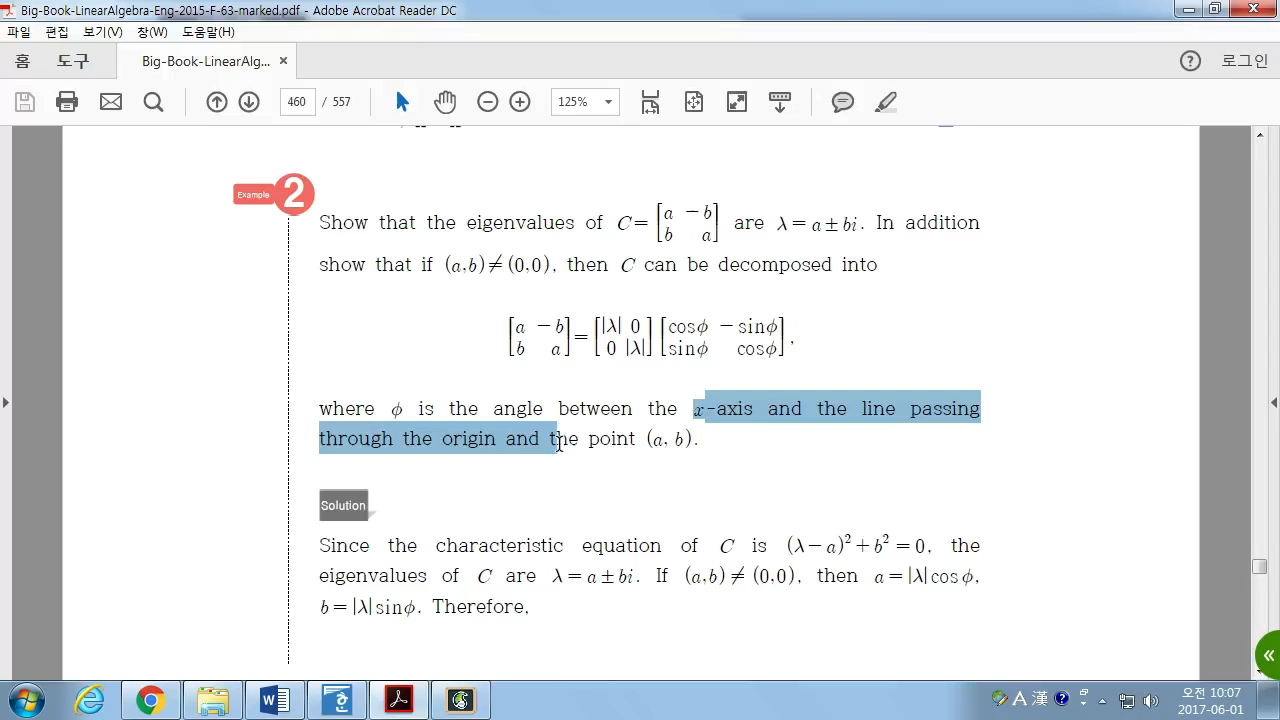 Big-Book-LinearAlgebra-Eng-2015-F-63-marked.pdf - Adobe Acrobat Reader DC
파일 편집 보기(V) 창(W) 도움말(H)
홈 도구 Big-Book-LinearAlg... × ? 로그인
460 / 557 125%
Example 2
Show that the eigenvalues of C = [a −b; b a] are λ = a ± bi. In addition
show that if (a,b) ≠ (0,0), then C can be decomposed into
[a −b; b a] = [|λ| 0; 0 |λ|] [cosϕ −sinϕ; sinϕ cosϕ],
where ϕ is the angle between the x-axis and the line passing
through the origin and the point (a, b).
Solution
Since the characteristic equation of C is (λ − a)² + b² = 0, the
eigenvalues of C are λ = a ± bi. If (a,b) ≠ (0,0), then a = |λ|cosϕ,
b = |λ|sinϕ. Therefore,
A 漢 ? 오전 10:07
2017-06-01